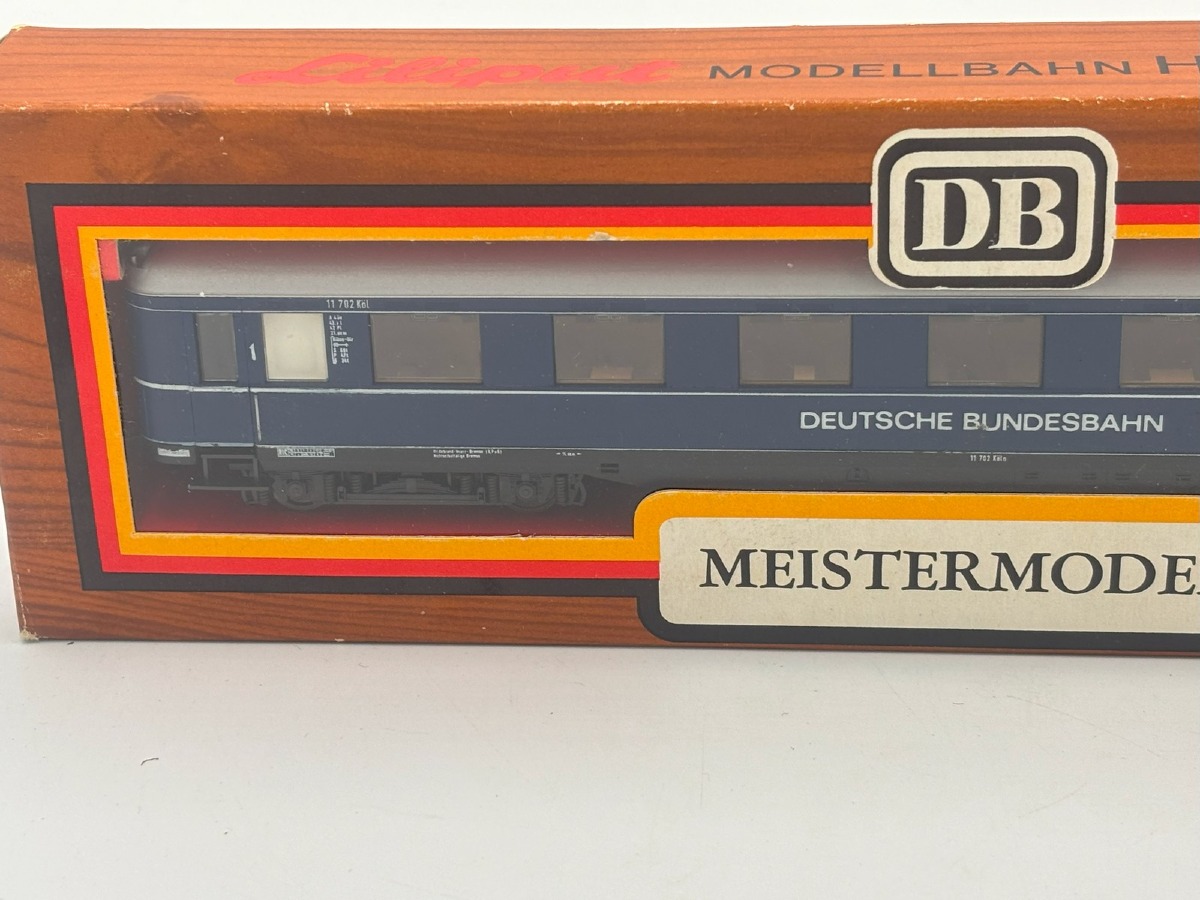 Liliput MODELLBAHN H
DB
11 702 Köl
1
DEUTSCHE BUNDESBAHN
11 702 Köln
MEISTERMODE